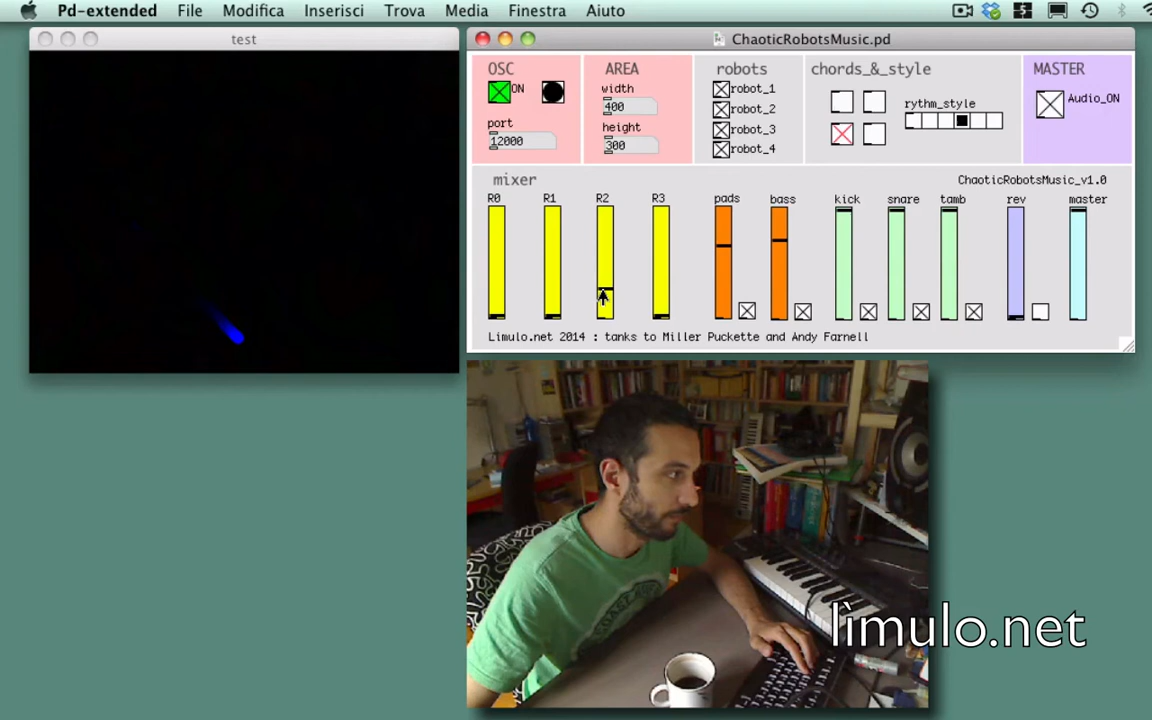 Pd-extended File Modifica Inserisci Trova Media Finestra Aiuto
test
ChaoticRobotsMusic.pd
OSC
ON
port
12000
AREA
width
400
height
300
robots
robot_1
robot_2
robot_3
robot_4
chords_&_style
rythm_style
MASTER
Audio_ON
mixer
ChaoticRobotsMusic_v1.0
R0 R1 R2 R3 pads bass kick snare tamb rev master
Limulo.net 2014 : tanks to Miller Puckette and Andy Farnell
lìmulo.net